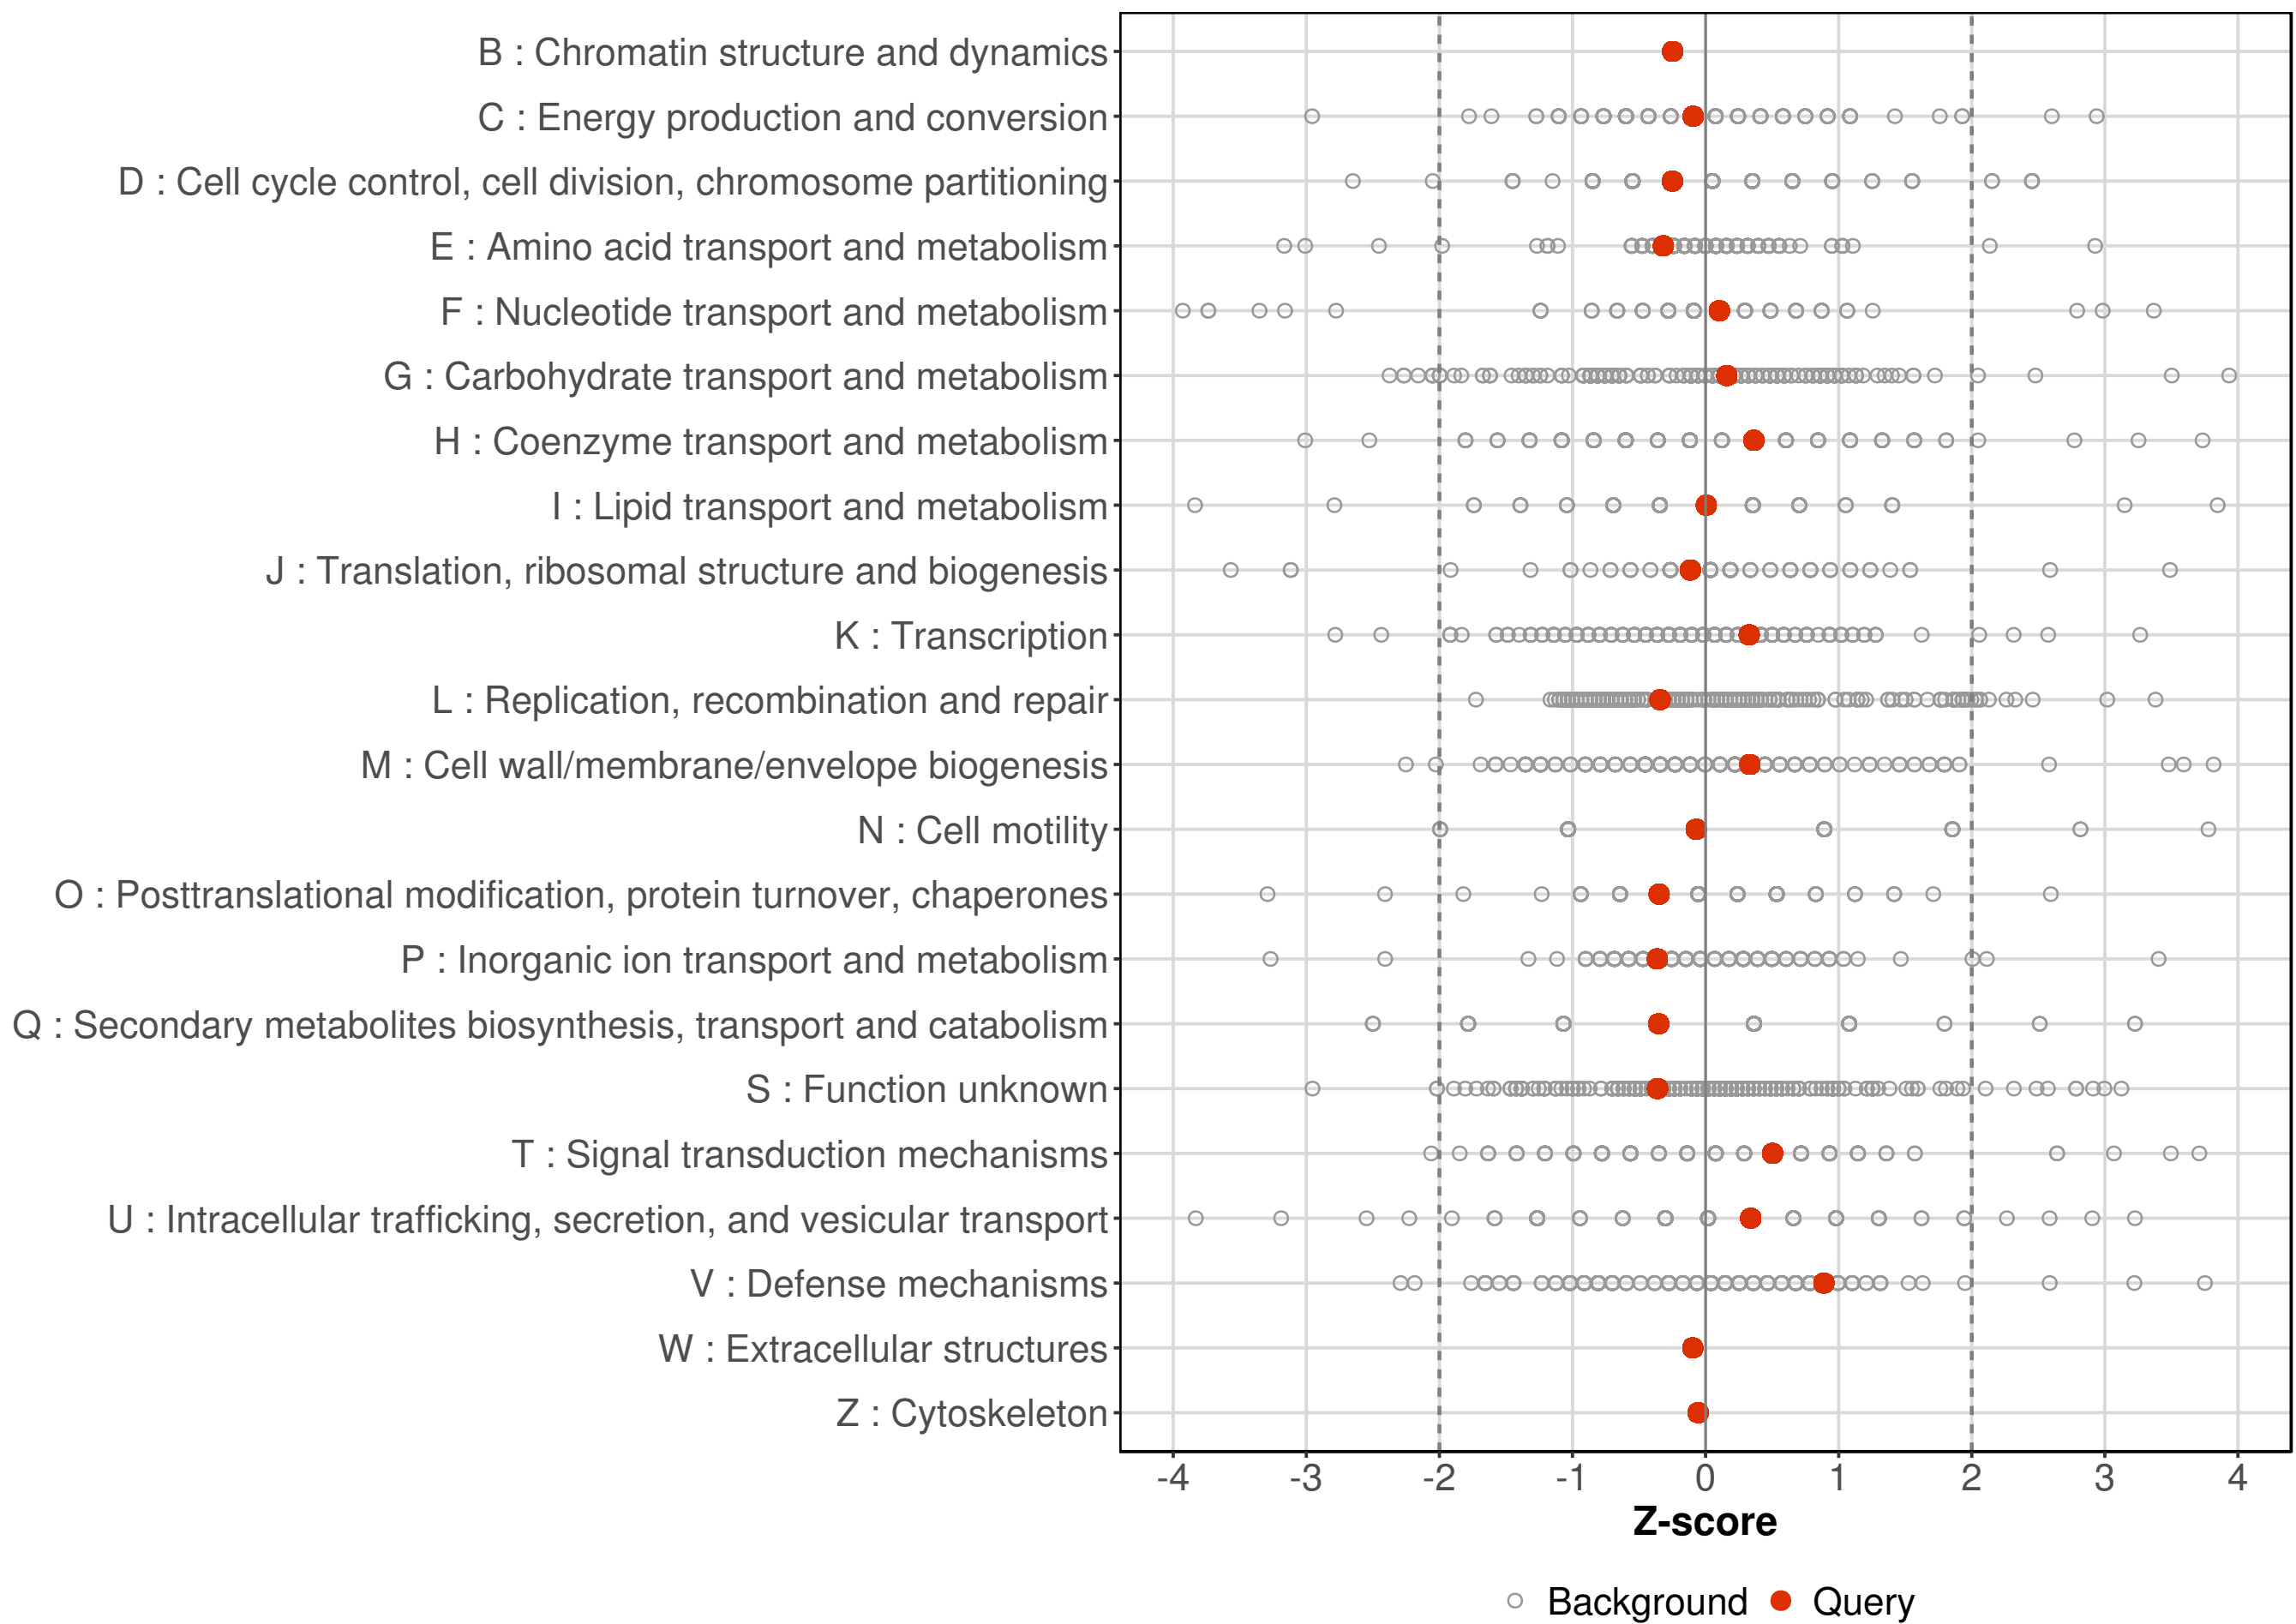 B : Chromatin structure and dynamics
C : Energy production and conversion
D : Cell cycle control, cell division, chromosome partitioning
E : Amino acid transport and metabolism
F : Nucleotide transport and metabolism
G : Carbohydrate transport and metabolism
H : Coenzyme transport and metabolism
I : Lipid transport and metabolism
J : Translation, ribosomal structure and biogenesis
K : Transcription
L : Replication, recombination and repair
M : Cell wall/membrane/envelope biogenesis
N : Cell motility
O : Posttranslational modification, protein turnover, chaperones
P : Inorganic ion transport and metabolism
Q : Secondary metabolites biosynthesis, transport and catabolism
S : Function unknown
T : Signal transduction mechanisms
U : Intracellular trafficking, secretion, and vesicular transport
V : Defense mechanisms
W : Extracellular structures
Z : Cytoskeleton
-4 -3 -2 -1 0 1 2 3 4
Z-score
Background Query